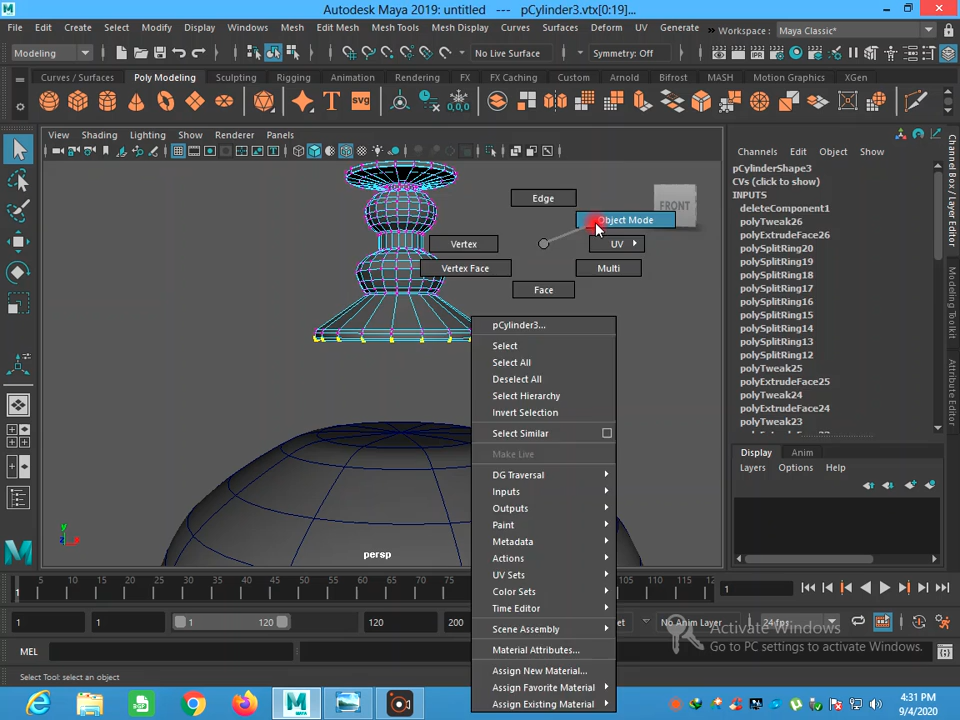 Autodesk Maya 2019: untitled --- pCylinder3.vtx[0:19]...
File Edit Create Select Modify Display Windows Mesh Edit Mesh Mesh Tools Mesh Display Curves Surfaces Deform UV Generate Workspace : Maya Classic*
Modeling No Live Surface Symmetry: Off
Curves / Surfaces Poly Modeling Sculpting Rigging Animation Rendering FX FX Caching Custom Arnold Bifrost MASH Motion Graphics XGen
SVG 0,0,0
View Shading Lighting Show Renderer Panels
Channels Edit Object Show
pCylinderShape3
CVs (click to show)
INPUTS
deleteComponent1
polyTweak26
polyExtrudeFace26
polySplitRing20
polySplitRing19
polySplitRing18
polySplitRing17
polySplitRing16
polySplitRing15
polySplitRing14
polySplitRing13
polySplitRing12
polyTweak25
polyExtrudeFace25
polyTweak24
polyExtrudeFace24
polyTweak23
Channel Box / Layer Editor
Modeling Toolkit
Attribute Editor
Edge
Object Mode
FRONT
Vertex
UV
Vertex Face
Multi
Face
pCylinder3...
Select
Select All
Deselect All
Select Hierarchy
Invert Selection
Select Similar
Make Live
DG Traversal
Inputs
Outputs
Paint
Metadata
Actions
UV Sets
Color Sets
Time Editor
Scene Assembly
Material Attributes...
Assign New Material...
Assign Favorite Material
Assign Existing Material
Display Anim
Layers Options Help
y
persp
5 10 15 20 25 30 35 40 45 50 55 60 65 70 75 105 110 115 12
1
1
1 1 1 120 120 200 No Anim Layer 24 fps
MEL
Select Tool: select an object
Activate Windows
Go to PC settings to activate Windows.
MAYA
4:31 PM
9/4/2020